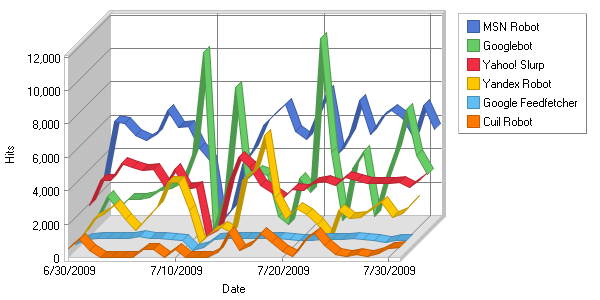 MSN Robot
Googlebot
Yahoo! Slurp
Yandex Robot
Google Feedfetcher
Cuil Robot
12,000
10,000
8,000
6,000
4,000
2,000
0
Hits
6/30/2009 7/10/2009 7/20/2009 7/30/2009
Date